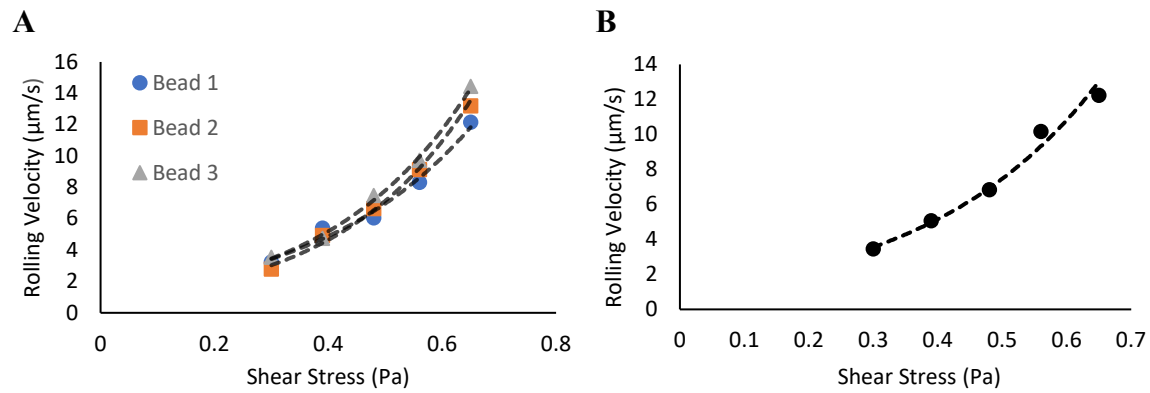 A
Rolling Velocity (µm/s)
16
14
12
10
8
6
4
2
0
Bead 1
Bead 2
Bead 3
0 0.2 0.4 0.6 0.8
Shear Stress (Pa)
B
Rolling Velocity (µm/s)
14
12
10
8
6
4
2
0
0 0.1 0.2 0.3 0.4 0.5 0.6 0.7
Shear Stress (Pa)